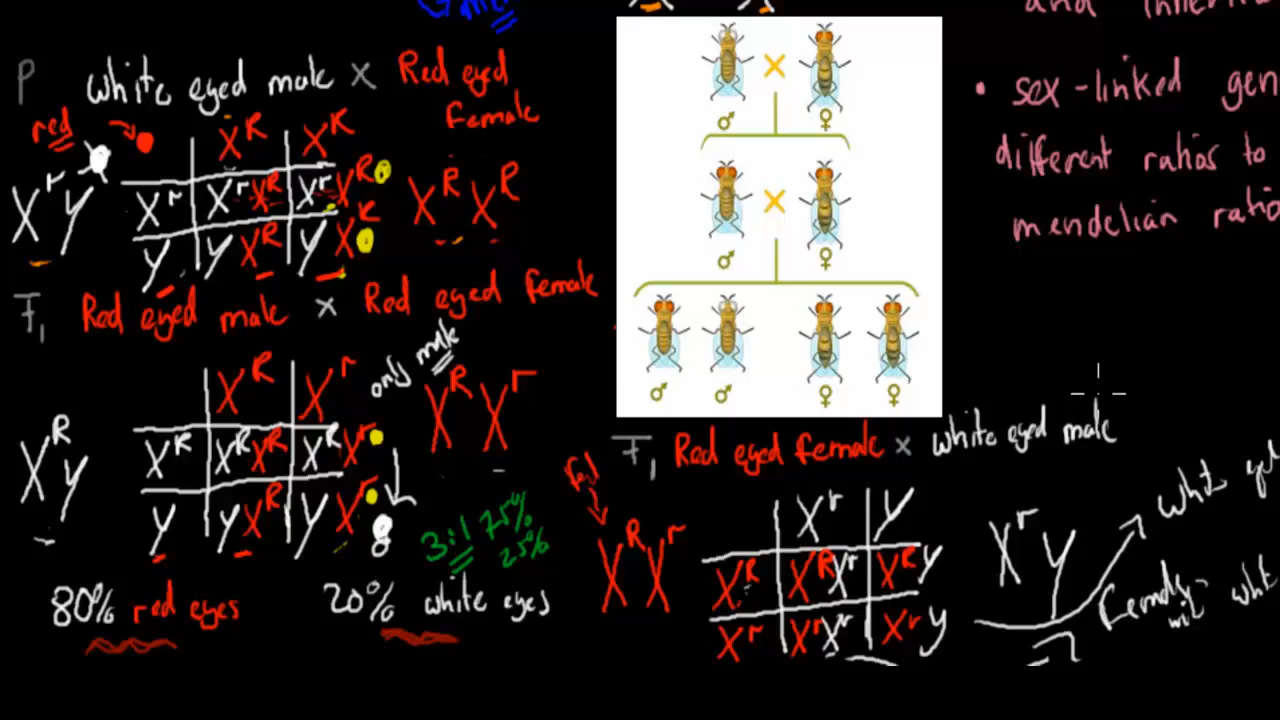 P white eyed male X Red eyed female
red
X^R X^R
X^r Y
X^r X^r X^R X^r X^R
Y Y X^R Y X^R
X^R X^R
F₁ Red eyed male X Red eyed female
only male
X^R X^r
X^R Y
X^R X^R X^R X^R X^r
Y Y X^R Y X^r
X^R X^r
3:1 75%
25%
80% red eyes 20% white eyes
♂ X ♀
♂ X ♀
♂ ♂ ♀ ♀
and
• sex-linked gen
different ratios to
mendelian ratio
F₁ Red eyed female X white eyed male
X^R X^r
X^r Y
X^R X^R X^r X^R Y
X^r X^r X^r X^r Y
X^r Y